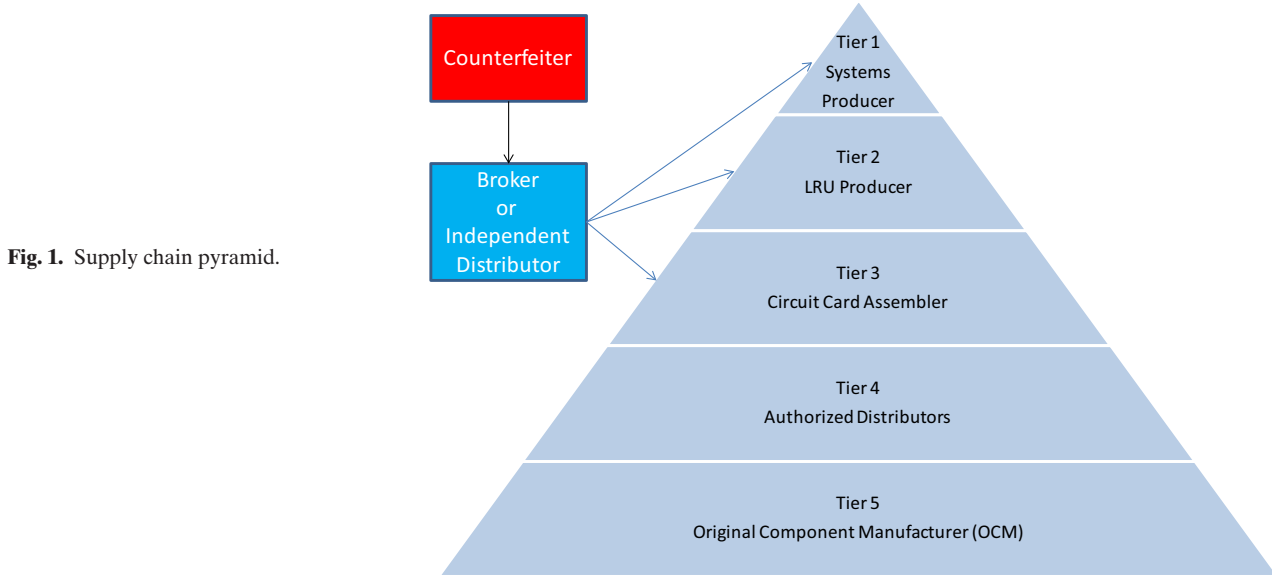 Counterfeiter
Broker
or
Independent
Distributor
Fig. 1. Supply chain pyramid.
Tier 1
Systems
Producer
Tier 2
LRU Producer
Tier 3
Circuit Card Assembler
Tier 4
Authorized Distributors
Tier 5
Original Component Manufacturer (OCM)